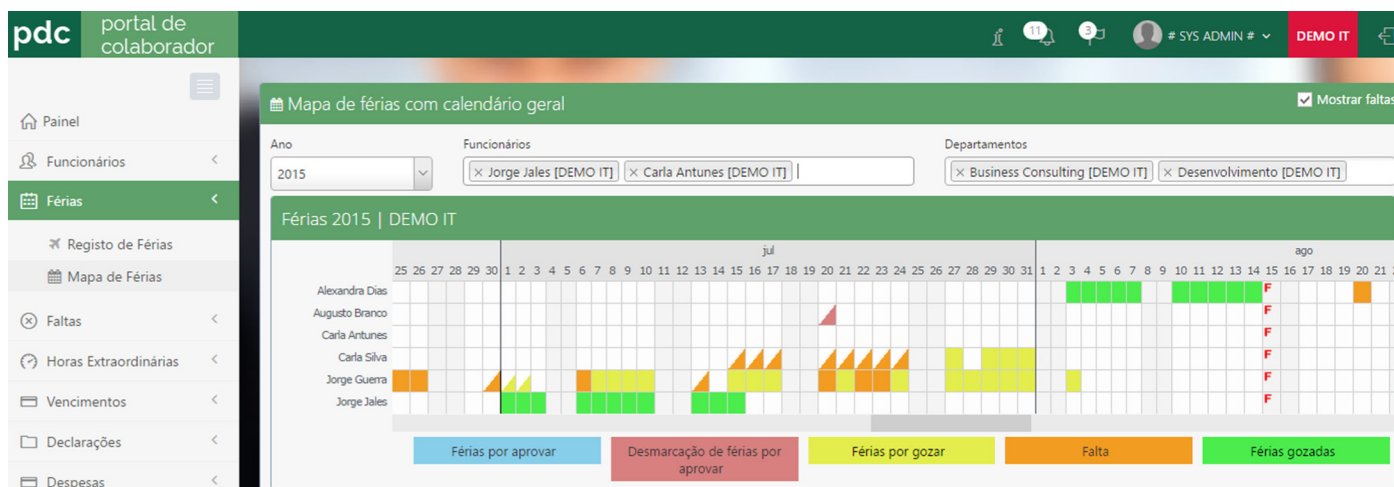 pdc portal de colaborador
11 3 # SYS ADMIN # DEMO IT
Mapa de férias com calendário geral Mostrar faltas
Painel
Funcionários
Férias
Registo de Férias
Mapa de Férias
Faltas
Horas Extraordinárias
Vencimentos
Declarações
Despesas
Ano Funcionários Departamentos
2015 × Jorge Jales [DEMO IT] × Carla Antunes [DEMO IT] × Business Consulting [DEMO IT] × Desenvolvimento [DEMO IT]
Férias 2015 | DEMO IT
jul ago
25 26 27 28 29 30 1 2 3 4 5 6 7 8 9 10 11 12 13 14 15 16 17 18 19 20 21 22 23 24 25 26 27 28 29 30 31 1 2 3 4 5 6 7 8 9 10 11 12 13 14 15 16 17 18 19 20 21
Alexandra Dias F
Augusto Branco F
Carla Antunes F
Carla Silva F
Jorge Guerra F
Jorge Jales F
Férias por aprovar Desmarcação de férias por aprovar Férias por gozar Falta Férias gozadas